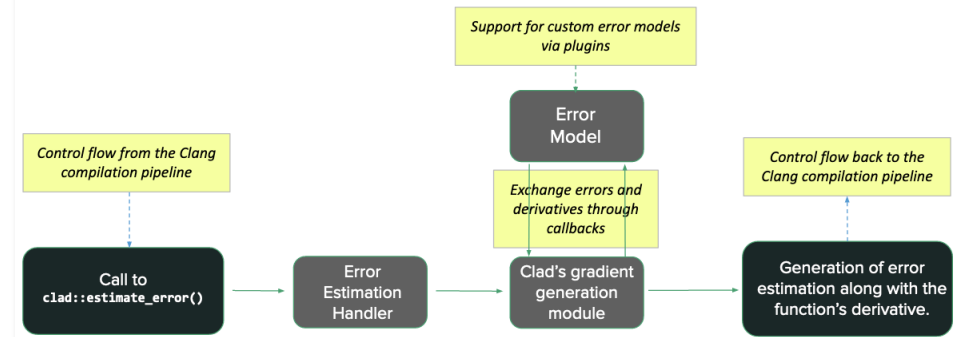 Support for custom error models
via plugins
Error
Model
Control flow from the Clang
compilation pipeline
Control flow back to the
Clang compilation pipeline
Exchange errors and
derivatives through
callbacks
Call to
clad::estimate_error()
Error
Estimation
Handler
Clad's gradient
generation
module
Generation of error
estimation along with the
function's derivative.